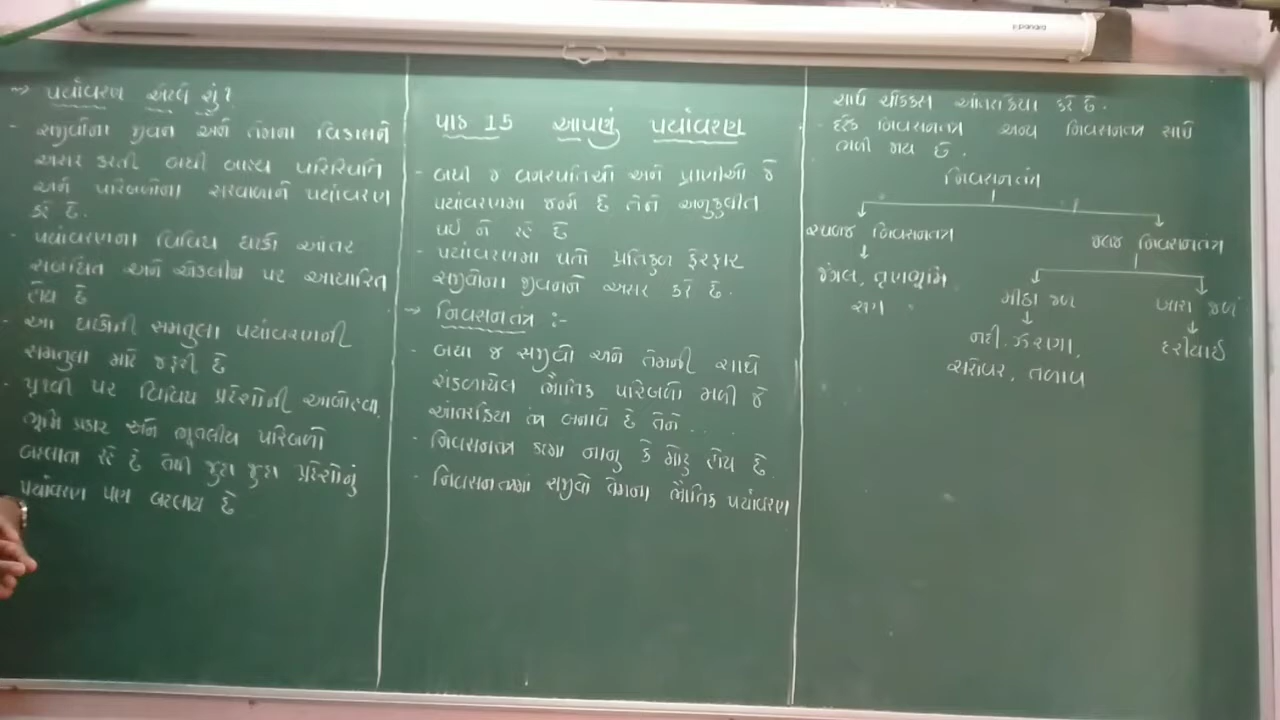 pandra
→ પર્યાવરણ એટલે શું?
- સજીવોના જીવન અને તેમના વિકાસને
અસર કરતી બધી બાહ્ય પરિસ્થિતિ
અને પરિબળોના સરવાળાને પર્યાવરણ
કહે છે.
- પર્યાવરણના વિવિધ ઘટકો આંતર
સંબંધિત અને એકબીજા પર આધારિત
હોય છે
- આ ઘટકોની સમતુલા પર્યાવરણની
સમતુલા માટે જરૂરી છે
- પૃથ્વી પર વિવિધ પ્રદેશોની આબોહવા,
ભૂમિ પ્રકાર અને ભૂતલીય પરિબળો
બદલાતા રહે છે તેથી જુદા જુદા પ્રદેશોનું
પર્યાવરણ પણ બદલાય છે
પાઠ 15 આપણું પર્યાવરણ
- બધી જ વનસ્પતિઓ અને પ્રાણીઓ જે
પર્યાવરણમાં જન્મે છે તેને અનુકુલીત
થઈ ને રહે છે
- પર્યાવરણમાં થતો પ્રતિકુળ ફેરફાર
સજીવોના જીવનને અસર કરે છે.
→ નિવસનતંત્ર :-
- બધા જ સજીવો અને તેમની સાથે
સંકળાયેલ ભૌતિક પરિબળો મળી જે
આંતરક્રિયા તંત્ર બનાવે છે તેને ....
- નિવસનતંત્ર કદમાં નાનુ કે મોટુ હોય છે.
- નિવસનતંત્રમાં સજીવો તેમના ભૌતિક પર્યાવરણ
સાથે ચોક્કસ આંતરક્રિયા કરે છે.
- દરેક નિવસનતંત્ર અન્ય નિવસનતંત્ર સાથે
ભળી જાય છે.
નિવસનતંત્ર
સ્થળજ નિવસનતંત્ર
જલજ નિવસનતંત્ર
જંગલ, તૃણભૂમિ
રણ
મીઠા જળ
ખારા જળ
નદી, ઝરણા,
સરોવર, તળાવ
દરીયાઈ